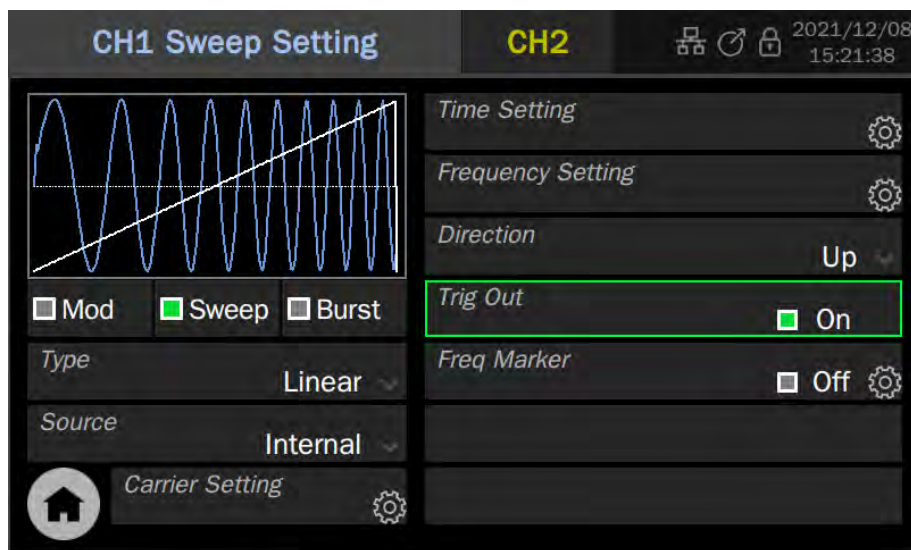 CH1 Sweep Setting
CH2
2021/12/08
15:21:38
Mod
Sweep
Burst
Type
Linear
Source
Internal
Carrier Setting
Time Setting
Frequency Setting
Direction
Up
Trig Out
On
Freq Marker
Off